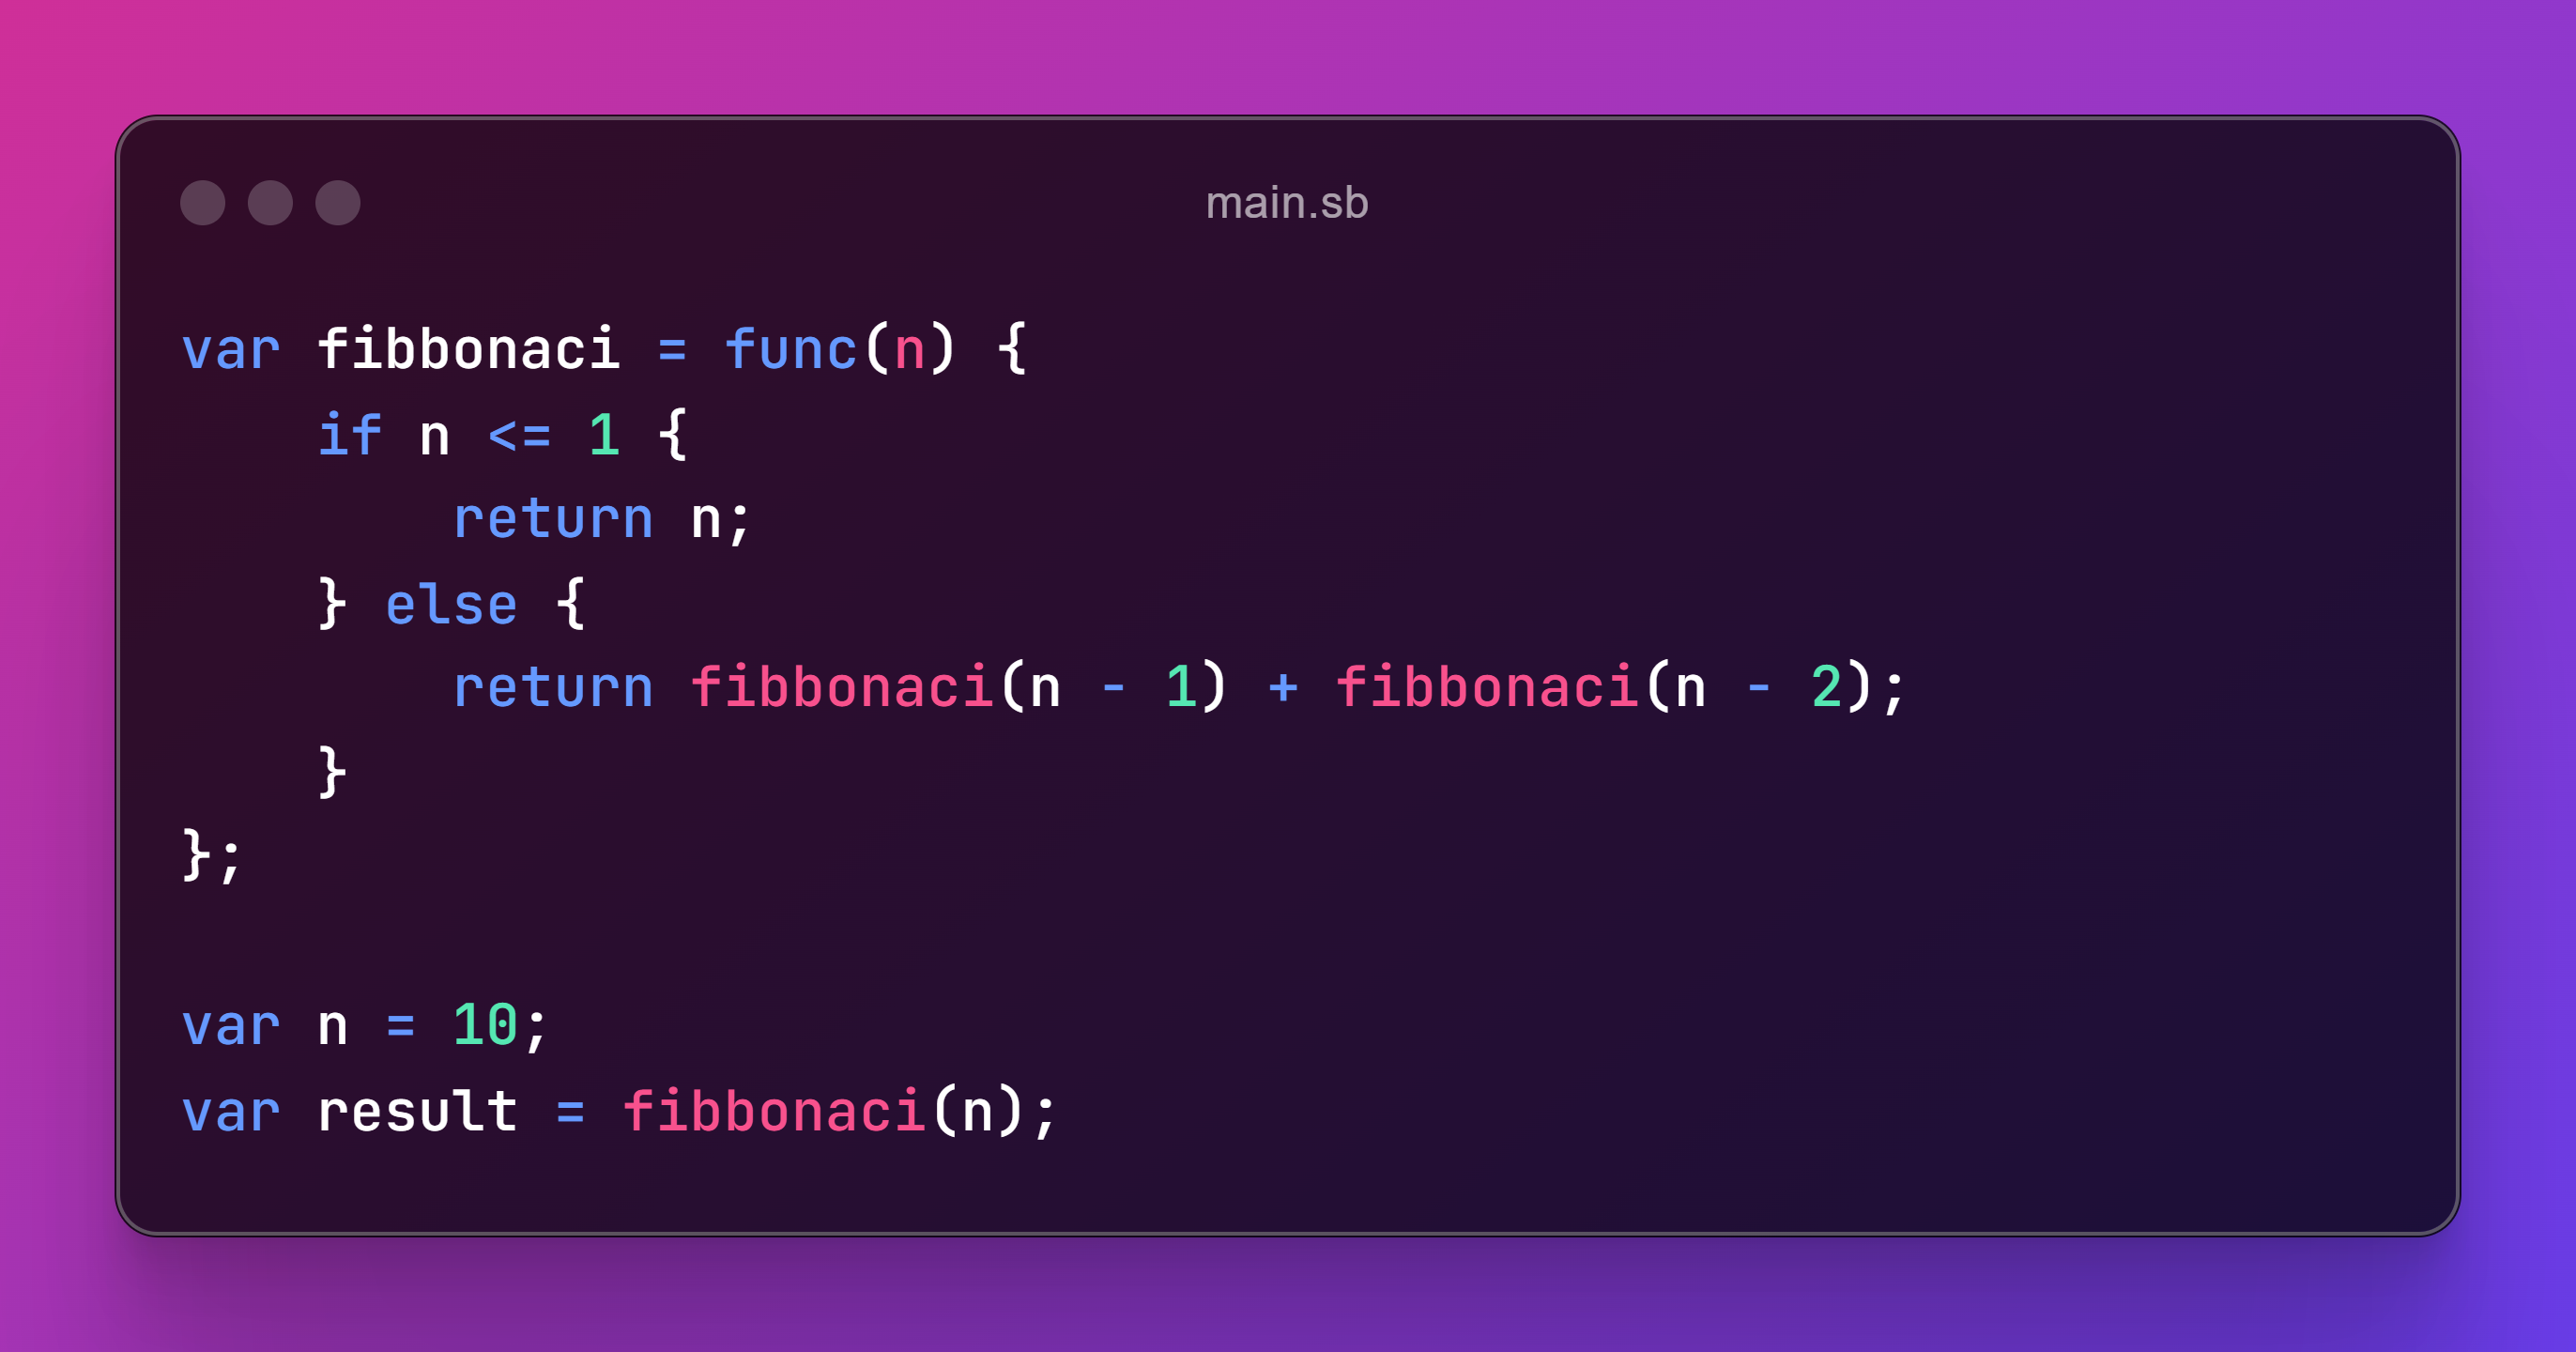 main.sb
var fibbonaci = func(n) {
    if n <= 1 {
        return n;
    } else {
        return fibbonaci(n - 1) + fibbonaci(n - 2);
    }
};

var n = 10;
var result = fibbonaci(n);